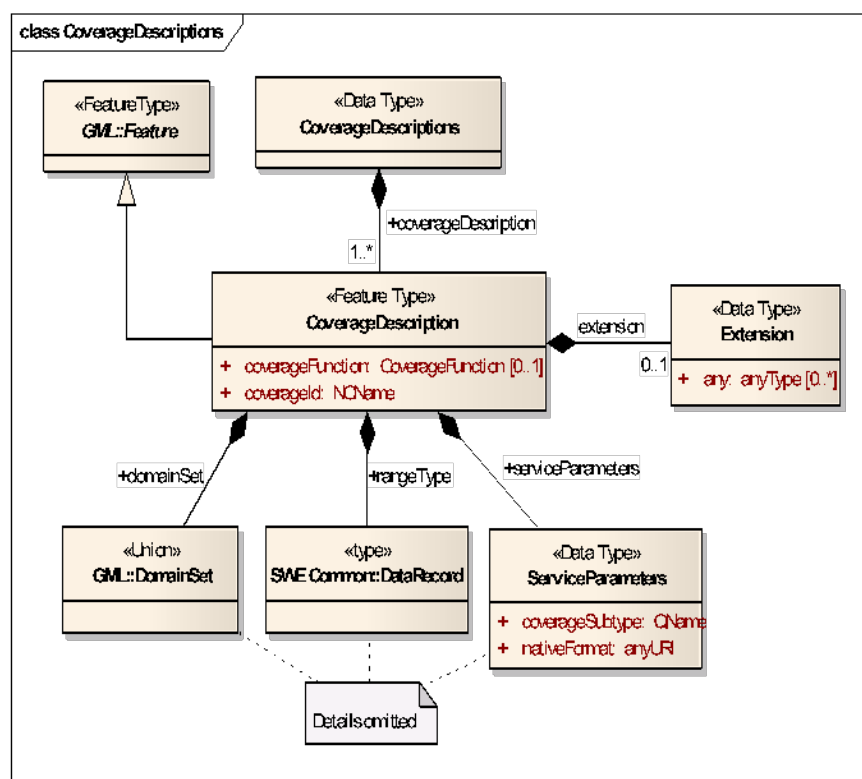 class CoverageDescriptions
«FeatureType»
GML::Feature
«Data Type»
CoverageDescriptions
+coverageDescription
1..*
«Feature Type»
CoverageDescription
+ coverageFunction: CoverageFunction [0..1]
+ coverageId: NCName
extension
0..1
«Data Type»
Extension
+ any: anyType [0..*]
+domainSet
+rangeType
+serviceParameters
«Union»
GML::DomainSet
«type»
SWE Common::DataRecord
«Data Type»
ServiceParameters
+ coverageSubtype: QName
+ nativeFormat: anyURI
Details omitted